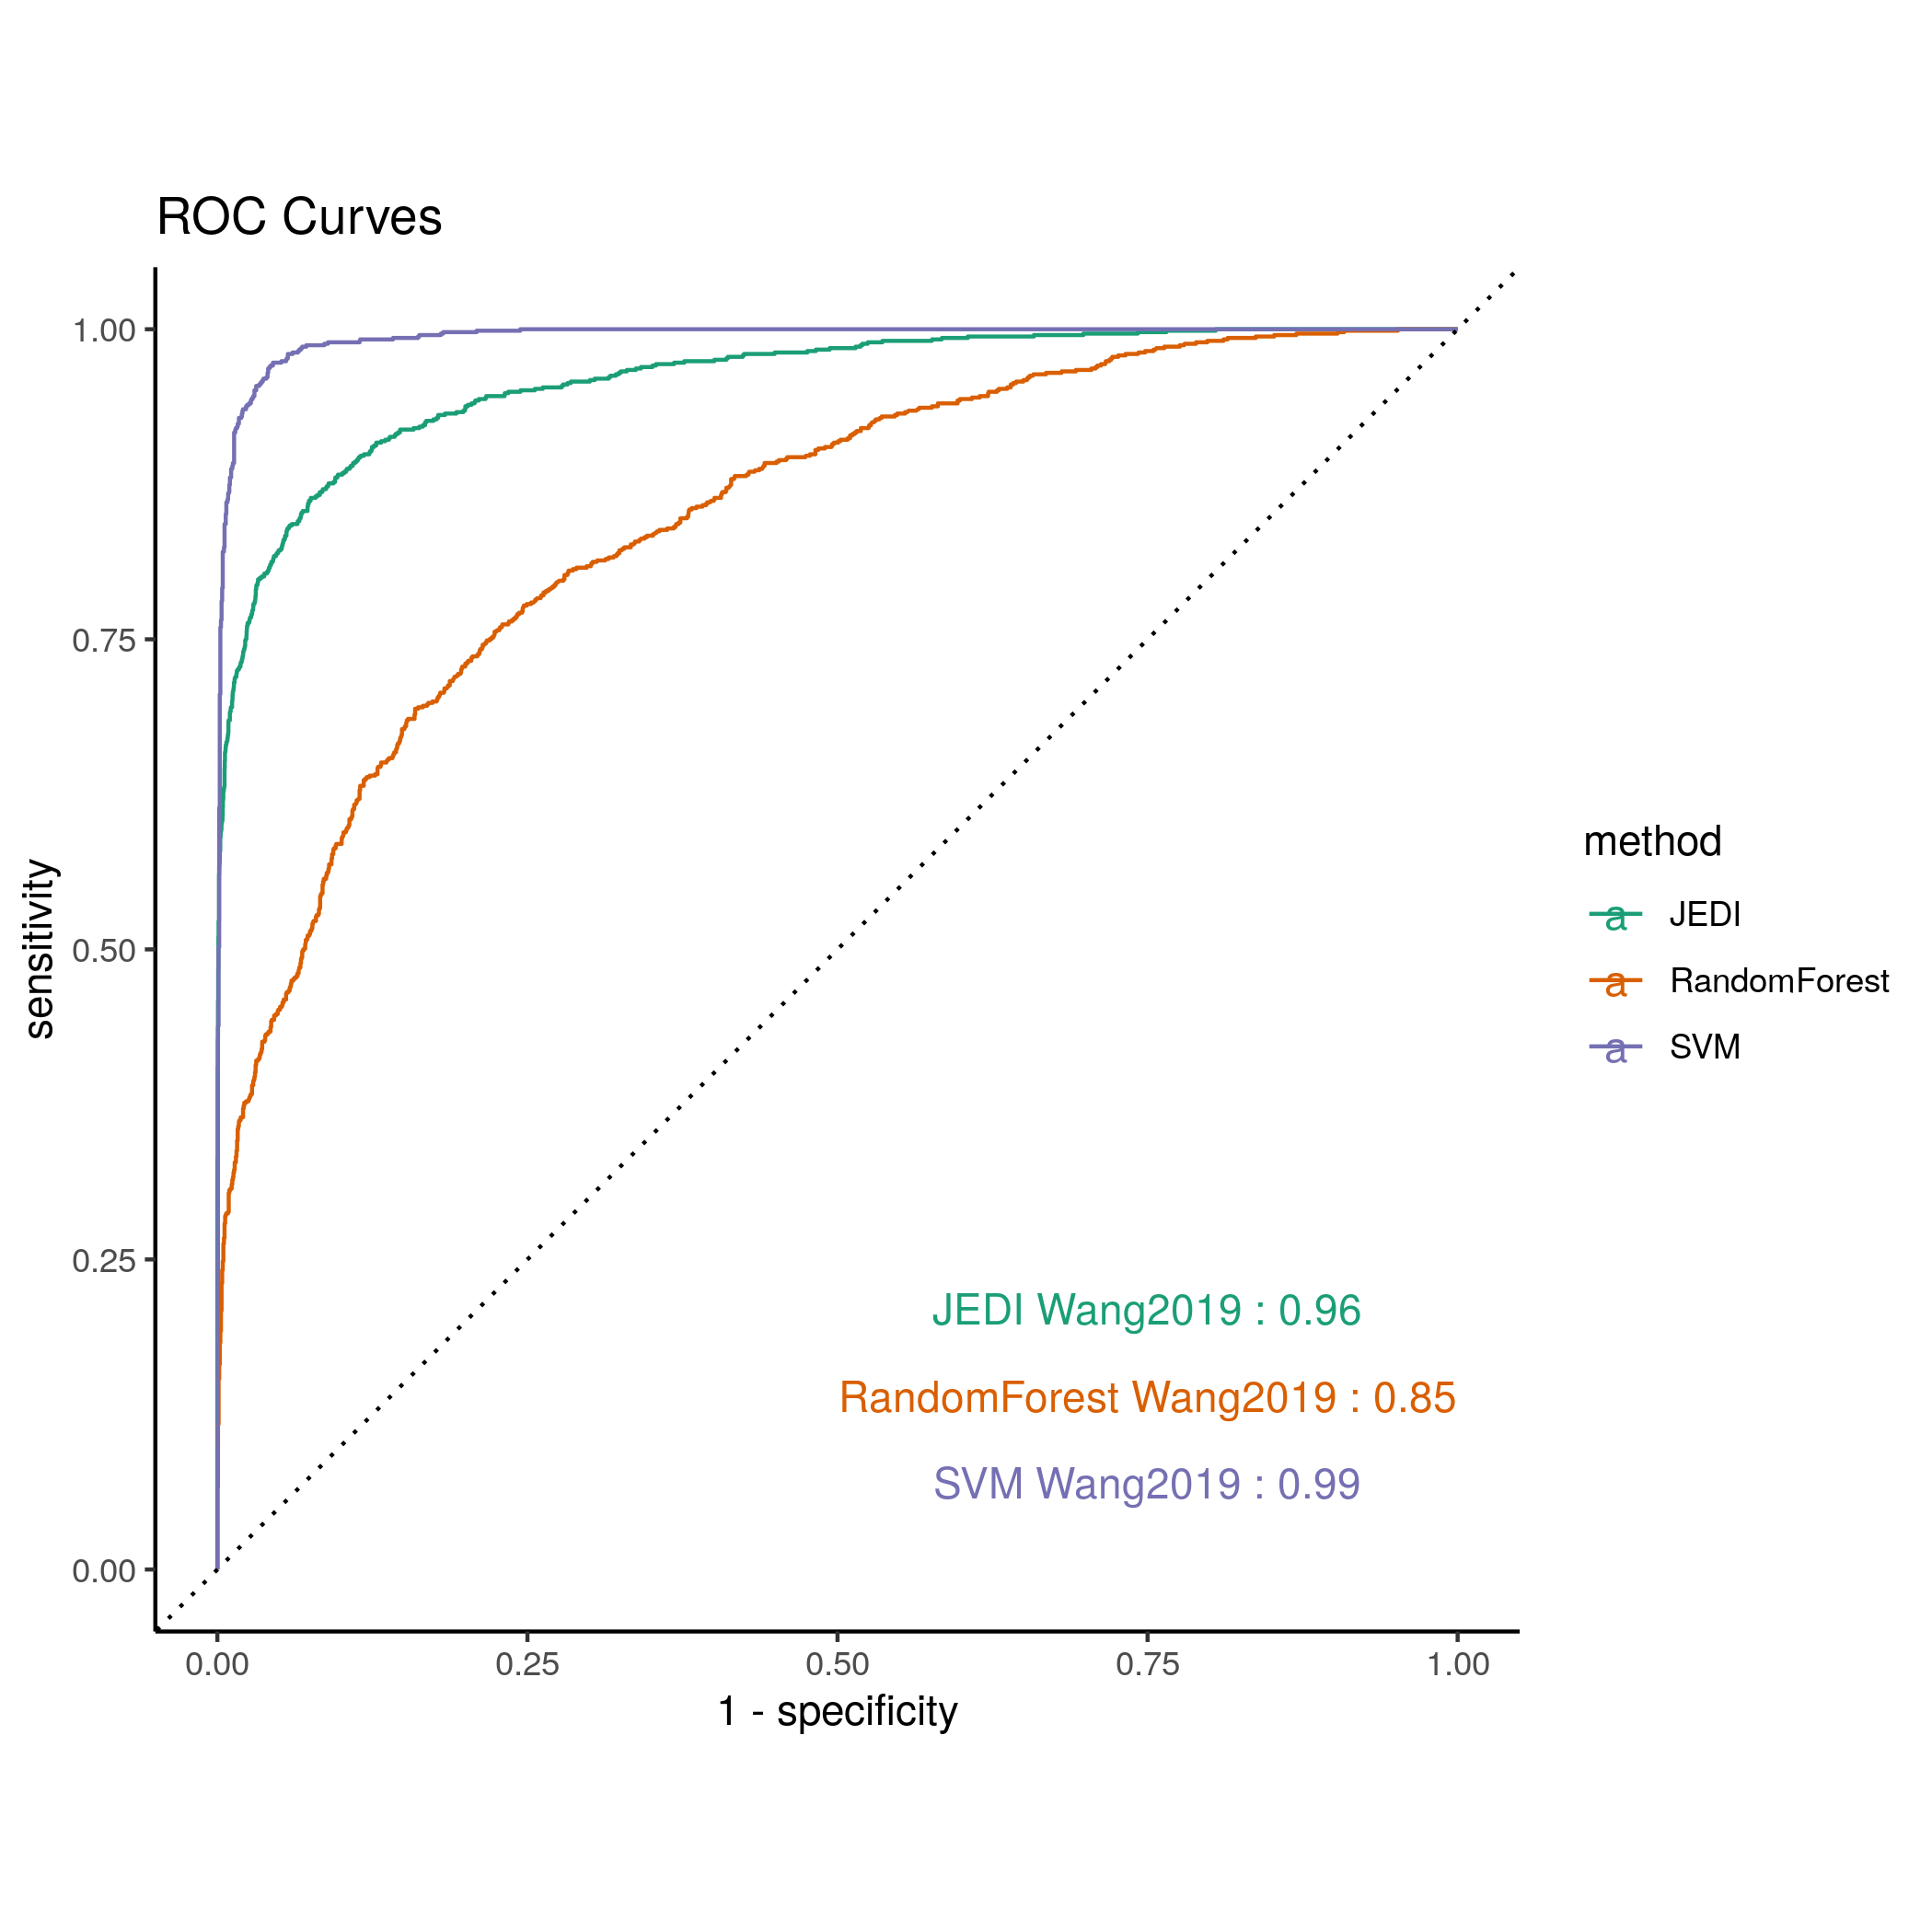 ROC Curves
1.00
0.75
0.50
0.25
0.00
sensitivity
JEDI Wang2019 : 0.96
RandomForest Wang2019 : 0.85
SVM Wang2019 : 0.99
0.00 0.25 0.50 0.75 1.00
1 - specificity
method
a JEDI
a RandomForest
a SVM